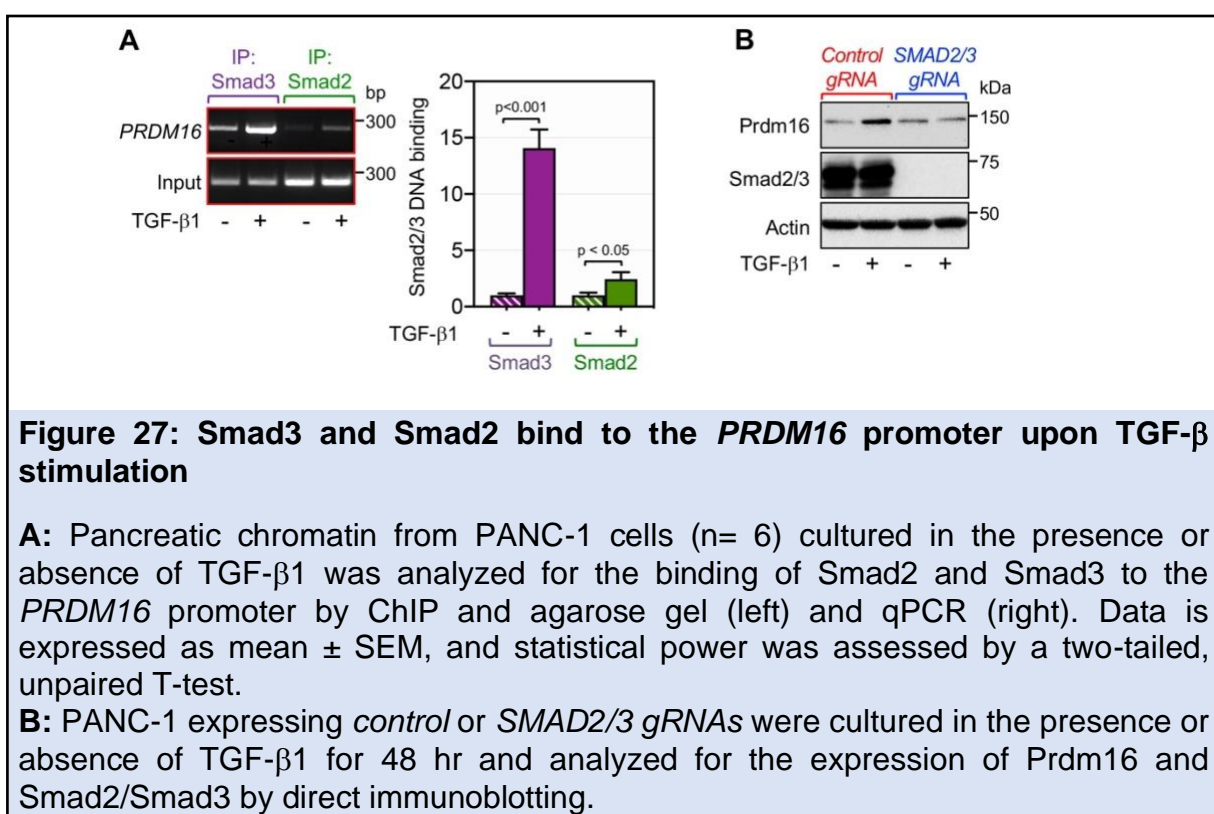 A
IP: IP:
Smad3 Smad2
bp
PRDM16
300
- +
Input
300
TGF-β1 - + - +
Smad2/3 DNA binding
20
15
10
5
0
p<0.001
p < 0.05
TGF-β1 - + - +
Smad3 Smad2
B
Control SMAD2/3
gRNA gRNA
kDa
Prdm16
150
Smad2/3
75
Actin
50
TGF-β1 - + - +
Figure 27: Smad3 and Smad2 bind to the PRDM16 promoter upon TGF-β
stimulation
A: Pancreatic chromatin from PANC-1 cells (n= 6) cultured in the presence or
absence of TGF-β1 was analyzed for the binding of Smad2 and Smad3 to the
PRDM16 promoter by ChIP and agarose gel (left) and qPCR (right). Data is
expressed as mean ± SEM, and statistical power was assessed by a two-tailed,
unpaired T-test.
B: PANC-1 expressing control or SMAD2/3 gRNAs were cultured in the presence or
absence of TGF-β1 for 48 hr and analyzed for the expression of Prdm16 and
Smad2/Smad3 by direct immunoblotting.